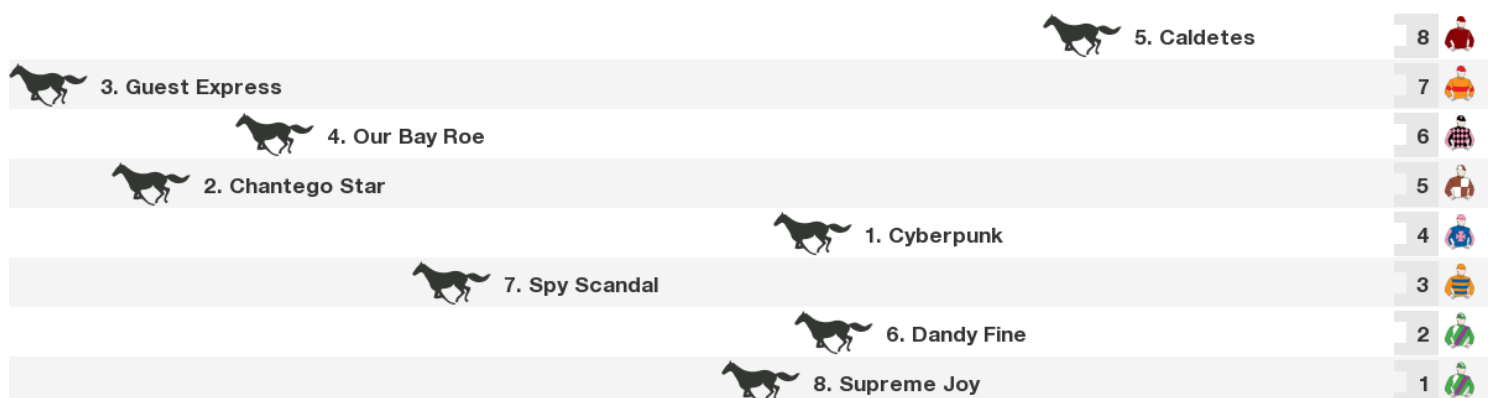 5. Caldetes 8
3. Guest Express 7
4. Our Bay Roe 6
2. Chantego Star 5
1. Cyberpunk 4
7. Spy Scandal 3
6. Dandy Fine 2
8. Supreme Joy 1